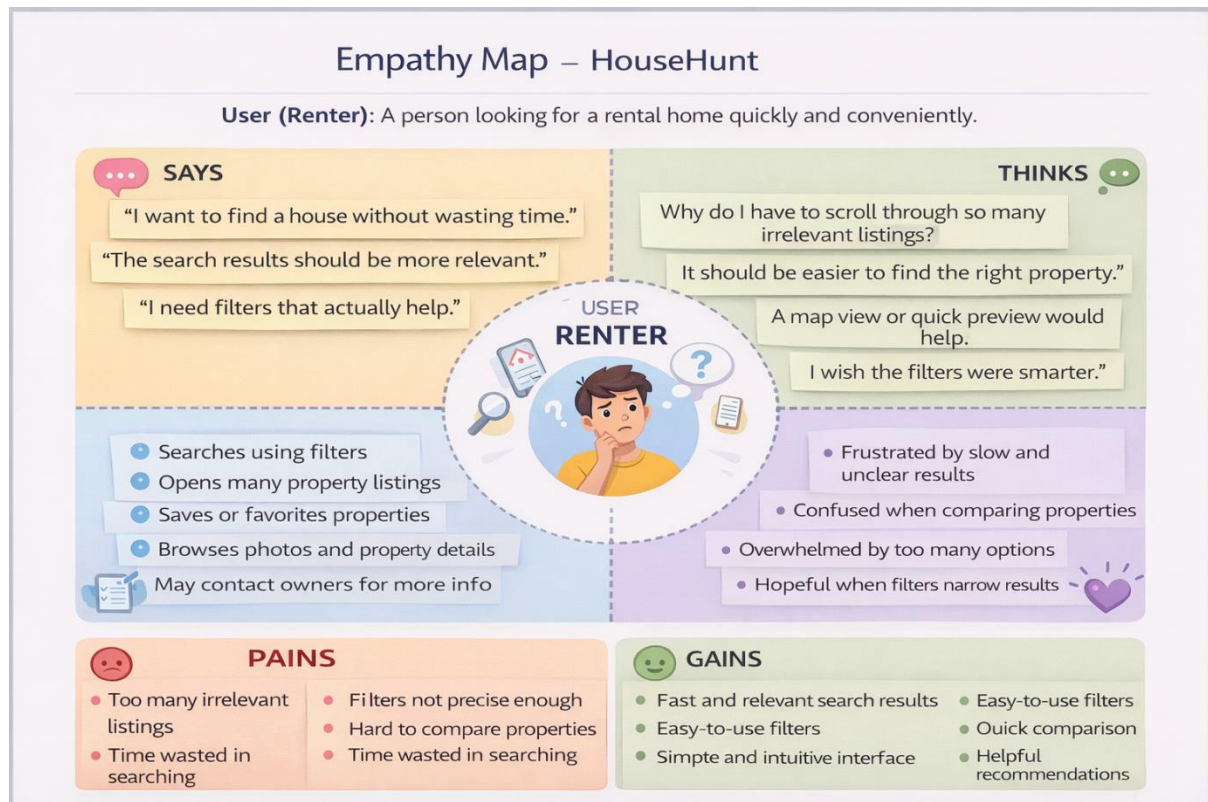 Empathy Map – HouseHunt
User (Renter): A person looking for a rental home quickly and conveniently.
SAYS
“I want to find a house without wasting time.”
“The search results should be more relevant.”
“I need filters that actually help.”
THINKS
Why do I have to scroll through so many
irrelevant listings?
It should be easier to find the right property.”
A map view or quick preview would
help.
I wish the filters were smarter.”
USER
RENTER
?
?
Searches using filters
Opens many property listings
Saves or favorites properties
Browses photos and property details
May contact owners for more info
• Frustrated by slow and
unclear results
• Confused when comparing properties
• Overwhelmed by too many options
• Hopeful when filters narrow results
PAINS
• Too many irrelevant
listings
• Time wasted in
searching
• Filters not precise enough
• Hard to compare properties
• Time wasted in searching
GAINS
• Fast and relevant search results
• Easy-to-use filters
• Simpte and intuitive interface
• Easy-to-use filters
• Ouick comparison
• Helpful
recommendations